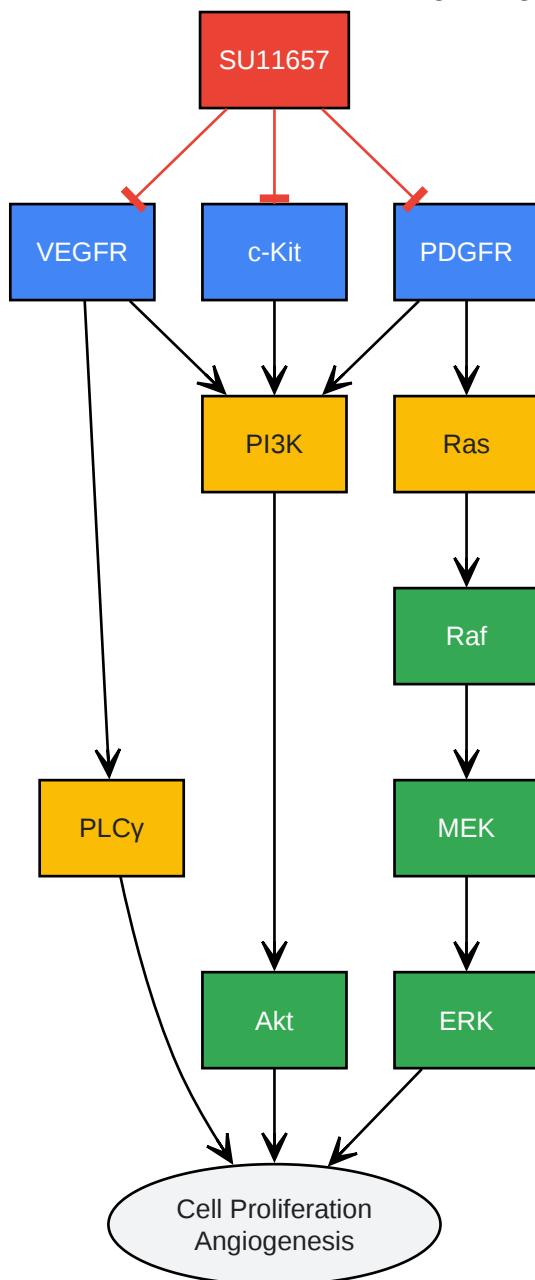 SU11657
VEGFR
c-Kit
PDGFR
PI3K
Ras
Raf
PLCγ
MEK
Akt
ERK
Cell Proliferation
Angiogenesis